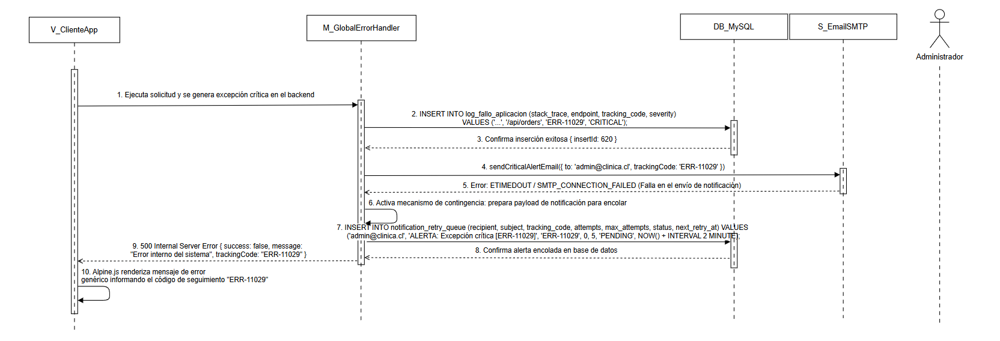 V_ClienteApp
M_GlobalErrorHandler
DB_MySQL
S_EmailSMTP
Administrador
1. Ejecuta solicitud y se genera excepción crítica en el backend
2. INSERT INTO log_fallo_aplicacion (stack_trace, endpoint, tracking_code, severity)
VALUES ('...', '/api/orders', 'ERR-11029', 'CRITICAL');
3. Confirma inserción exitosa { insertId: 620 }
4. sendCriticalAlertEmail({ to: 'admin@clinica.cl', trackingCode: 'ERR-11029' })
5. Error: ETIMEDOUT / SMTP_CONNECTION_FAILED (Falla en el envío de notificación)
6. Activa mecanismo de contingencia: prepara payload de notificación para encolar
7. INSERT INTO notification_retry_queue (recipient, subject, tracking_code, attempts, max_attempts, status, next_retry_at) VALUES
('admin@clinica.cl', 'ALERTA: Excepción crítica [ERR-11029]', 'ERR-11029', 0, 5, 'PENDING', NOW() + INTERVAL 2 MINUTE);
8. Confirma alerta encolada en base de datos
9. 500 Internal Server Error { success: false, message:
"Error interno del sistema", trackingCode: "ERR-11029" }
10. Alpine.js renderiza mensaje de error
genérico informando el código de seguimiento "ERR-11029"